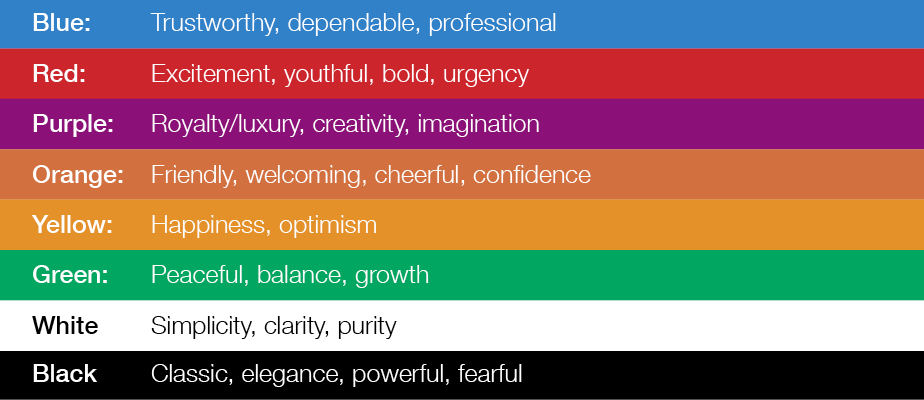 Blue: Trustworthy, dependable, professional
Red: Excitement, youthful, bold, urgency
Purple: Royalty/luxury, creativity, imagination
Orange: Friendly, welcoming, cheerful, confidence
Yellow: Happiness, optimism
Green: Peaceful, balance, growth
White Simplicity, clarity, purity
Black Classic, elegance, powerful, fearful